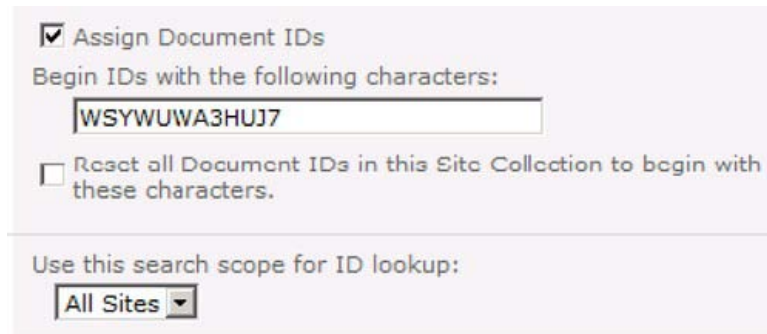 Assign Document IDs
Begin IDs with the following characters:
WSYWUWA3HUJ7
Reset all Document IDs in this Site Collection to begin with
these characters.
Use this search scope for ID lookup:
All Sites